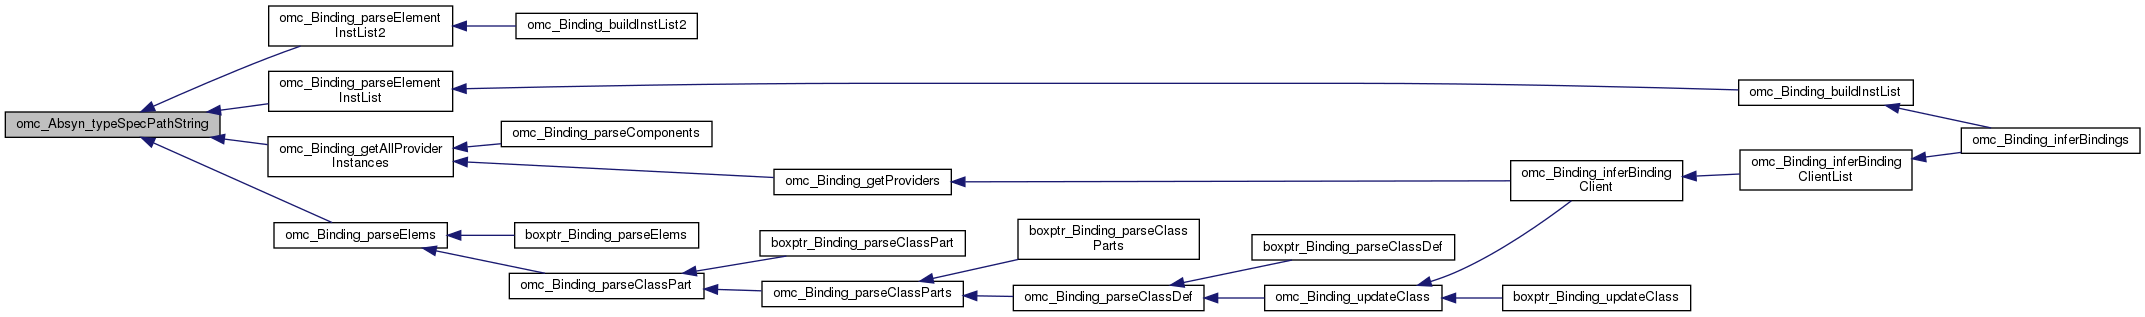 omc_Absyn_typeSpecPathString
omc_Binding_parseElement
InstList2
omc_Binding_buildInstList2
omc_Binding_parseElement
InstList
omc_Binding_buildInstList
omc_Binding_inferBindings
omc_Binding_getAllProvider
Instances
omc_Binding_parseComponents
omc_Binding_getProviders
omc_Binding_inferBinding
Client
omc_Binding_inferBinding
ClientList
omc_Binding_parseElems
boxptr_Binding_parseElems
omc_Binding_parseClassPart
boxptr_Binding_parseClassPart
omc_Binding_parseClassParts
boxptr_Binding_parseClass
Parts
omc_Binding_parseClassDef
boxptr_Binding_parseClassDef
omc_Binding_updateClass
boxptr_Binding_updateClass